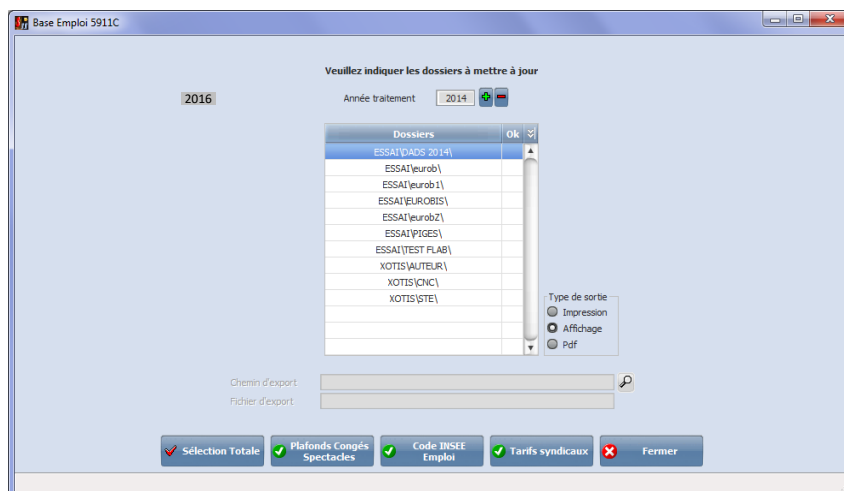 Base Emploi 5911C
Veuillez indiquer les dossiers à mettre à jour
2016
Année traitement 2014
Dossiers Ok
ESSAI\DADS 2014\
ESSAI\eurob\
ESSAI\eurob1\
ESSAI\EUROBIS\
ESSAI\eurobZ\
ESSAI\PIGES\
ESSAI\TEST FLAB\
XOTIS\AUTEUR\
XOTIS\CNC\
XOTIS\STE\
Type de sortie
Impression
Affichage
Pdf
Chemin d'export
Fichier d'export
Sélection Totale
Plafonds Congés
Spectacles
Code INSEE
Emploi
Tarifs syndicaux
Fermer